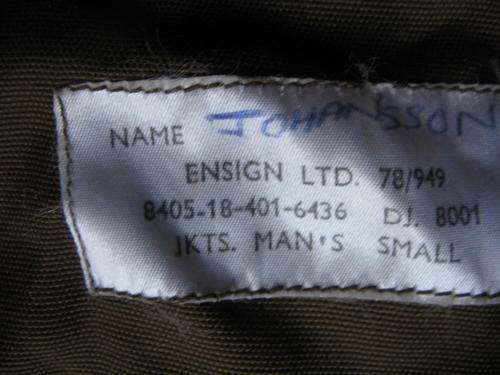 NAME JOHANSSON
ENSIGN LTD. 78/949
8405-18-401-6436 DJ. 8001
JKTS. MAN'S SMALL